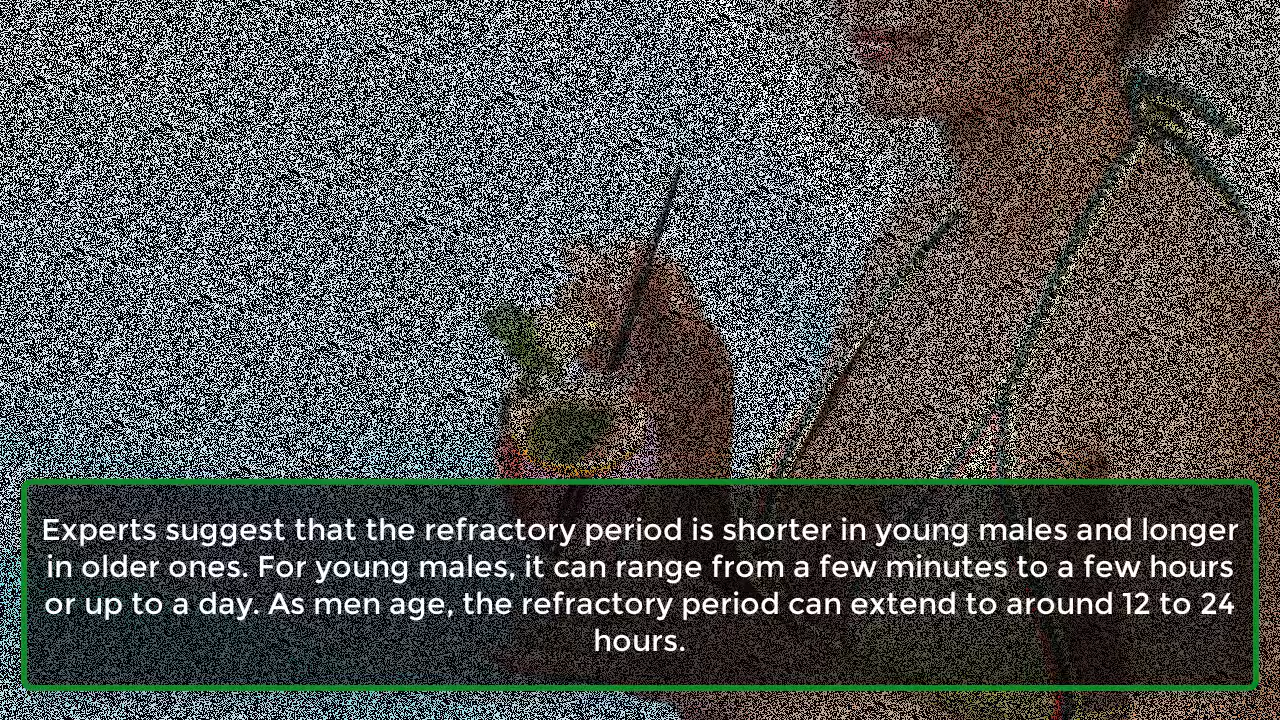 Experts suggest that the refractory period is shorter in young males and longer
in older ones. For young males, it can range from a few minutes to a few hours
or up to a day. As men age, the refractory period can extend to around 12 to 24
hours.